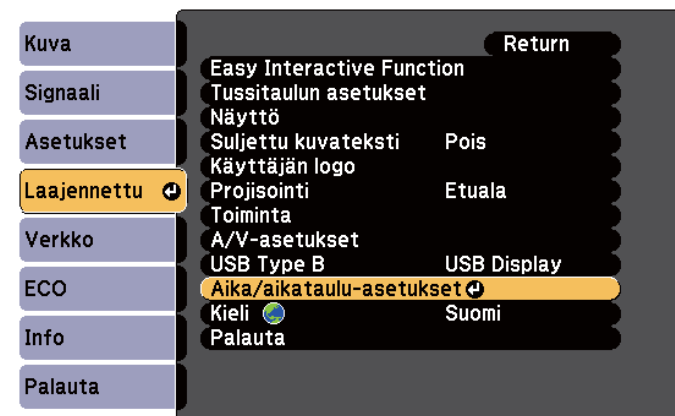 Kuva
Signaali
Asetukset
Laajennettu
Verkko
ECO
Info
Palauta
Return
Easy Interactive Function
Tussitaulun asetukset
Näyttö
Suljettu kuvateksti Pois
Käyttäjän logo
Projisointi Etuala
Toiminta
A/V-asetukset
USB Type B USB Display
Aika/aikataulu-asetukset
Kieli Suomi
Palauta